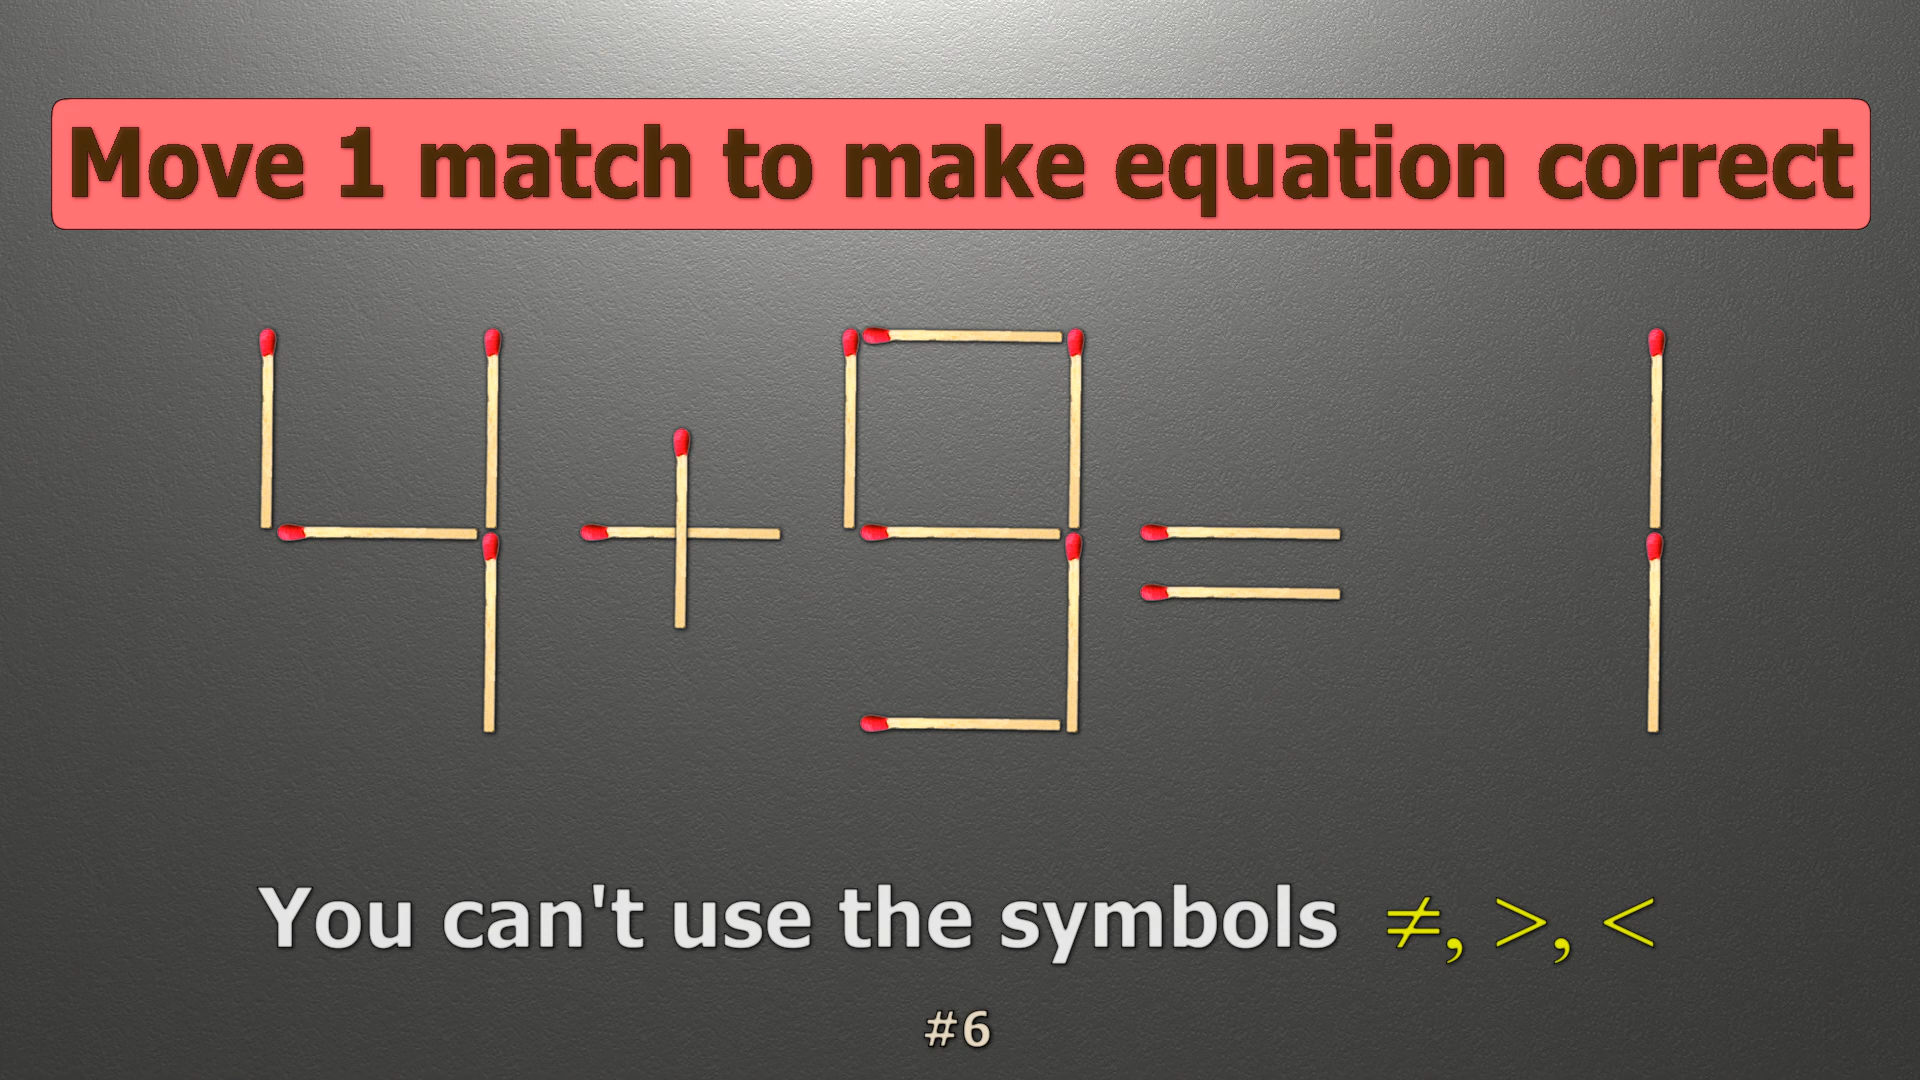 Move 1 match to make equation correct
4 + 9 = 1
You can't use the symbols ≠, >, <
#6